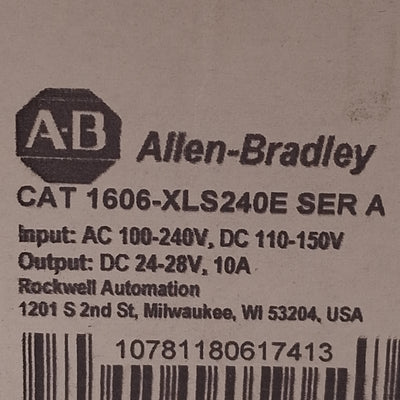 A-B Allen-Bradley
CAT 1606-XLS240E SER A
Input: AC 100-240V, DC 110-150V
Output: DC 24-28V, 10A
Rockwell Automation
1201 S 2nd St, Milwaukee, WI 53204, USA
10781180617413